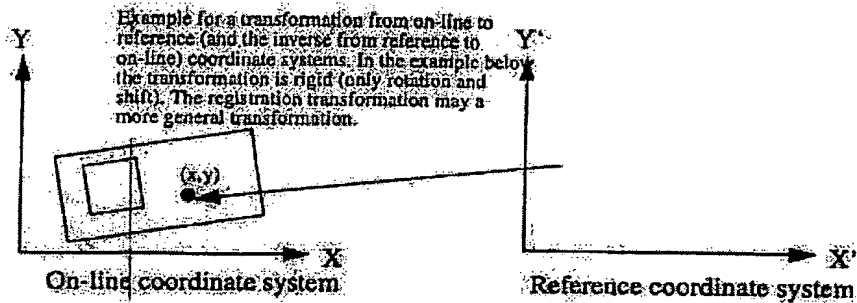 Example for a transformation from on-line to
reference (and the inverse from reference to
on-line) coordinate systems. In the example below
the transformation is rigid (only rotation and
shift). The registration transformation may a
more general transformation.
Y
Y'
(x,y)
X
X'
On-line coordinate system
Reference coordinate system